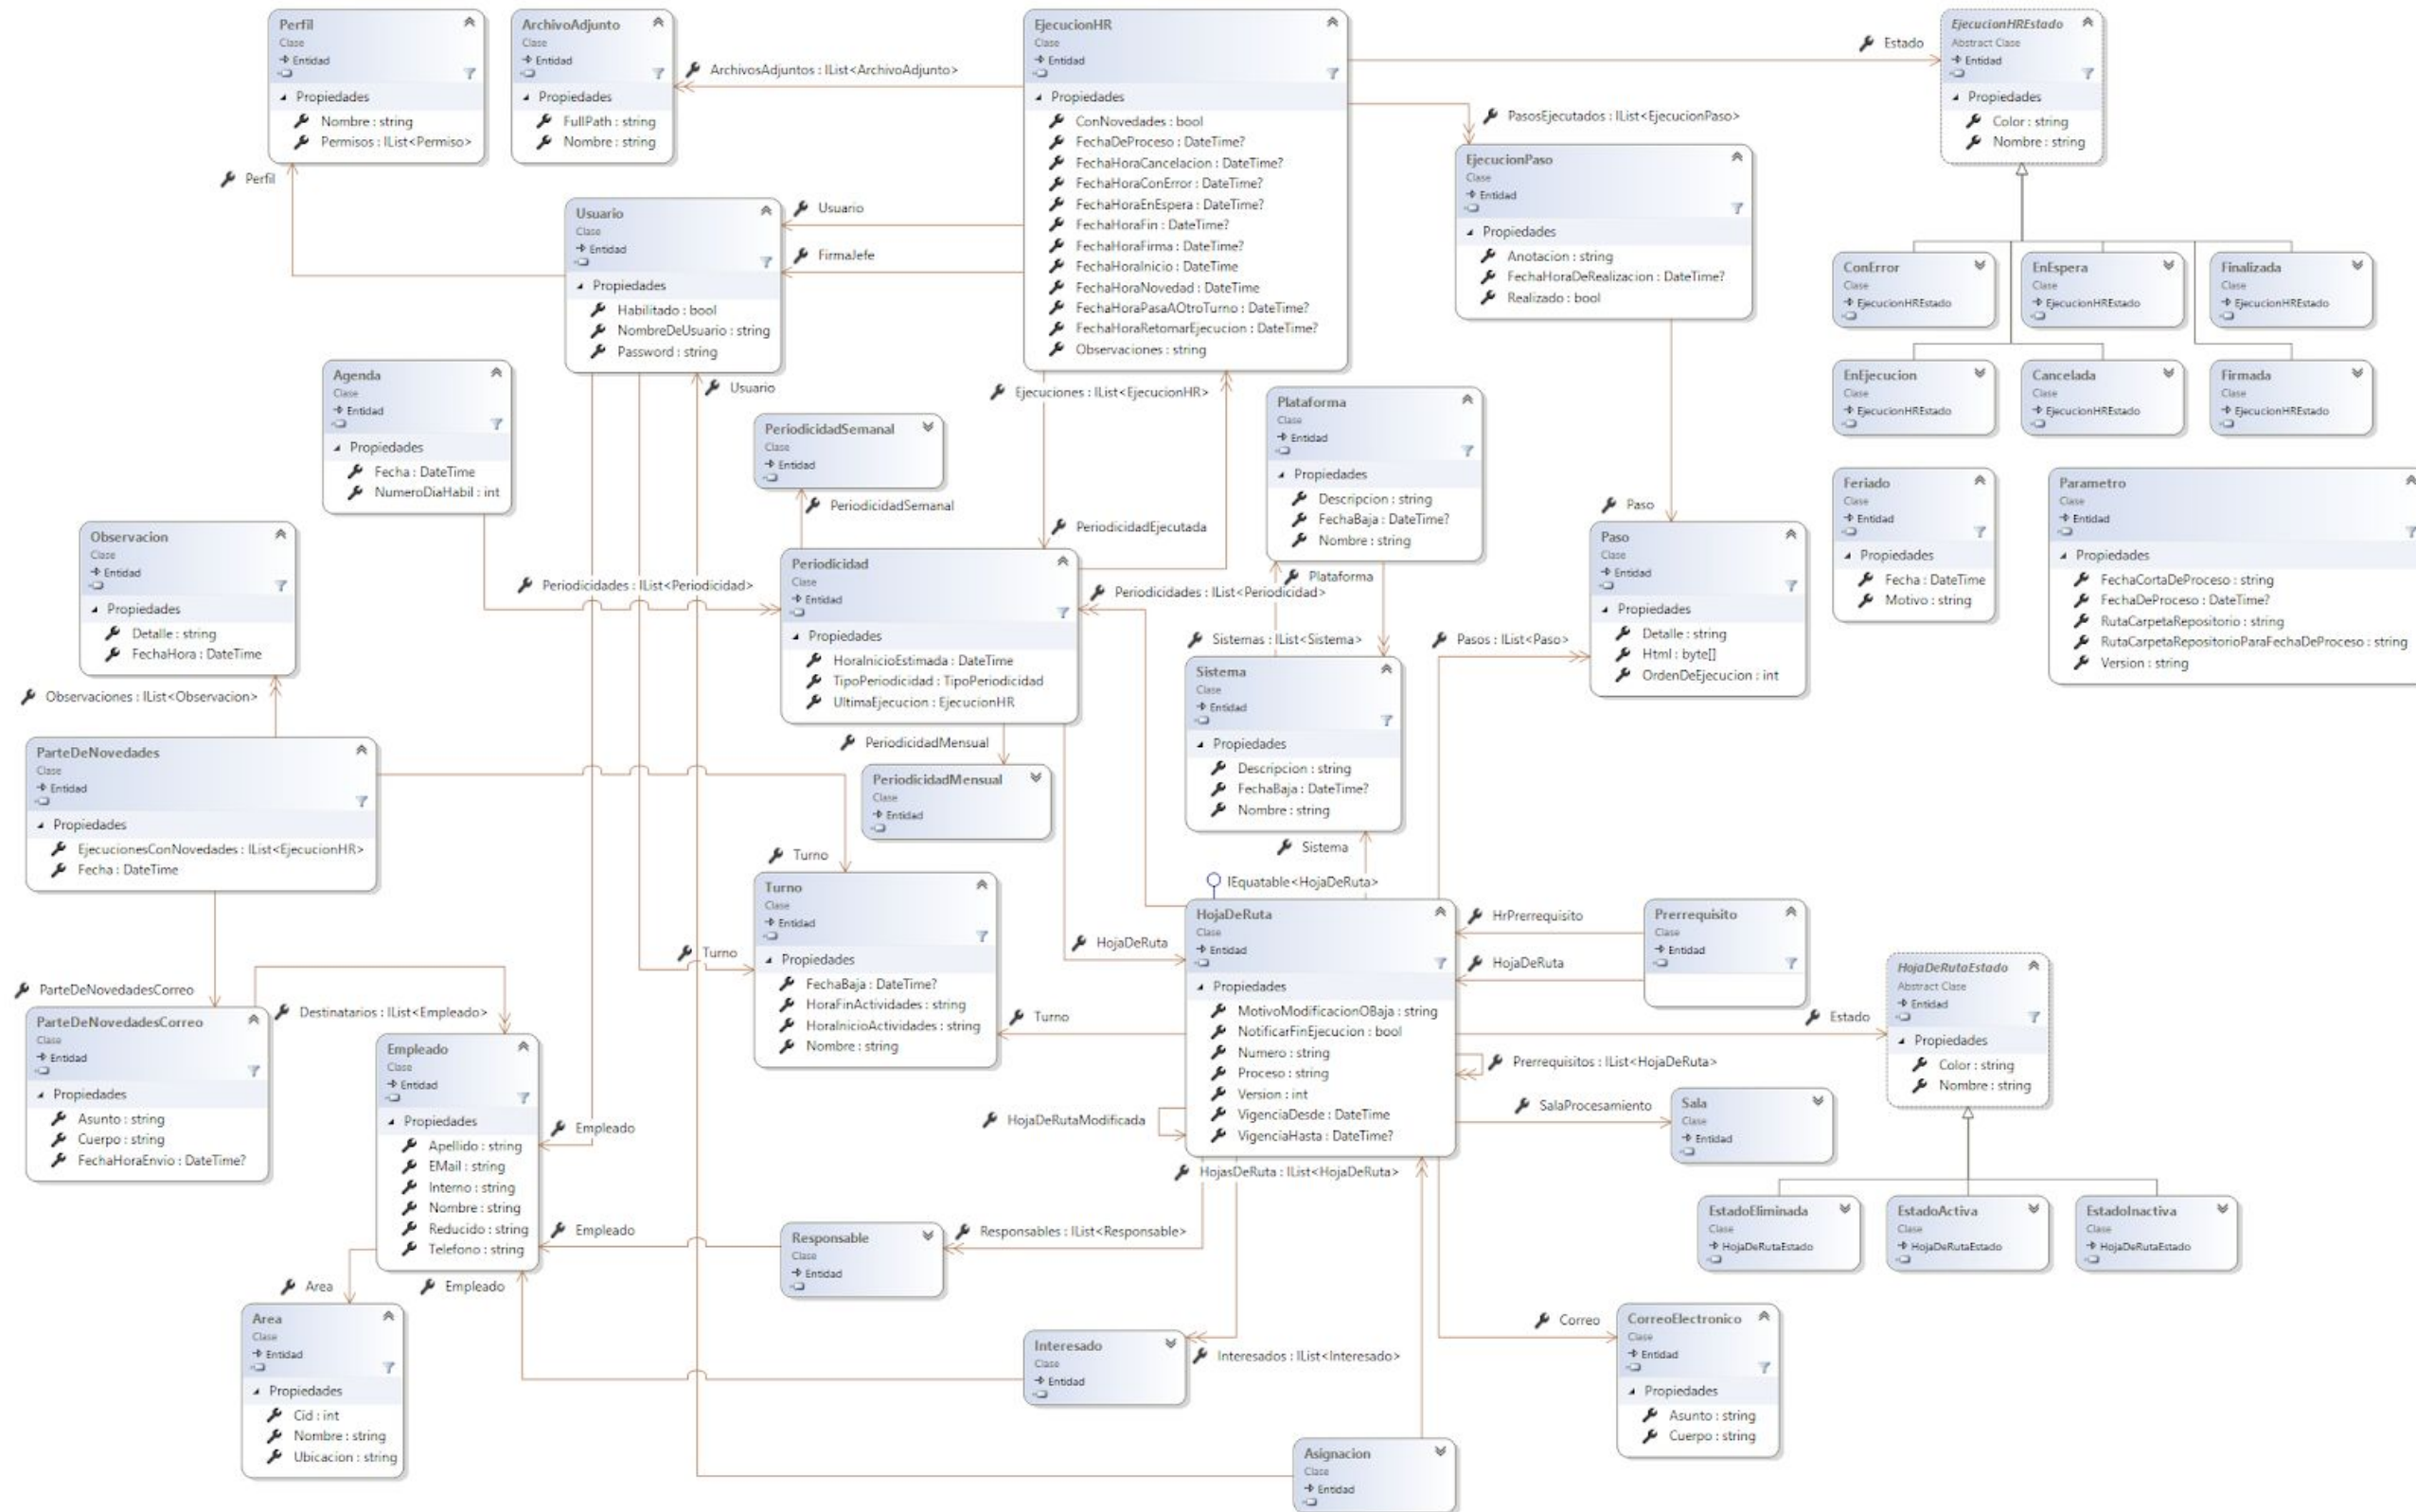 Perfil
Clase
Entidad
Propiedades
Nombre : string
Permisos : IList<Permiso>
ArchivoAdjunto
Clase
Entidad
Propiedades
FullPath : string
Nombre : string
ArchivosAdjuntos : IList<ArchivoAdjunto>
EjecucionHR
Clase
Entidad
Propiedades
ConNovedades : bool
FechaDeProceso : DateTime?
FechaHoraCancelacion : DateTime?
FechaHoraConError : DateTime?
FechaHoraEnEspera : DateTime?
FechaHoraFin : DateTime?
FechaHoraFirma : DateTime?
FechaHoraInicio : DateTime
FechaHoraNovedad : DateTime
FechaHoraPasaAOtroTurno : DateTime?
FechaHoraRetomarEjecucion : DateTime?
Observaciones : string
Estado
EjecucionHREstado
Abstract Clase
Entidad
Propiedades
Color : string
Nombre : string
PasosEjecutados : IList<EjecucionPaso>
EjecucionPaso
Clase
Entidad
Propiedades
Anotacion : string
FechaHoraDeRealizacion : DateTime?
Realizado : bool
Perfil
Usuario
Clase
Entidad
Propiedades
Habilitado : bool
NombreDeUsuario : string
Password : string
Usuario
FirmaJefe
ConError
Clase
EjecucionHREstado
EnEspera
Clase
EjecucionHREstado
Finalizada
Clase
EjecucionHREstado
EnEjecucion
Clase
EjecucionHREstado
Cancelada
Clase
EjecucionHREstado
Firmada
Clase
EjecucionHREstado
Agenda
Clase
Entidad
Propiedades
Fecha : DateTime
NumeroDiaHabil : int
Usuario
Ejecuciones : IList<EjecucionHR>
PeriodicidadSemanal
Clase
Entidad
PeriodicidadSemanal
PeriodicidadEjecutada
Plataforma
Clase
Entidad
Propiedades
Descripcion : string
FechaBaja : DateTime?
Nombre : string
Paso
Paso
Clase
Entidad
Propiedades
Detalle : string
Html : byte[]
OrdenDeEjecucion : int
Feriado
Clase
Entidad
Propiedades
Fecha : DateTime
Motivo : string
Parametro
Clase
Entidad
Propiedades
FechaCortaDeProceso : string
FechaDeProceso : DateTime?
RutaCarpetaRepositorio : string
RutaCarpetaRepositorioParaFechaDeProceso : string
Version : string
Observacion
Clase
Entidad
Propiedades
Detalle : string
FechaHora : DateTime
Periodicidades : IList<Periodicidad>
Periodicidad
Clase
Entidad
Propiedades
HoraInicioEstimada : DateTime
TipoPeriodicidad : TipoPeriodicidad
UltimaEjecucion : EjecucionHR
Plataforma
Periodicidades : IList<Periodicidad>
Sistemas : IList<Sistema>
Pasos : IList<Paso>
Sistema
Clase
Entidad
Propiedades
Descripcion : string
FechaBaja : DateTime?
Nombre : string
Observaciones : IList<Observacion>
ParteDeNovedades
Clase
Entidad
Propiedades
EjecucionesConNovedades : IList<EjecucionHR>
Fecha : DateTime
PeriodicidadMensual
PeriodicidadMensual
Clase
Entidad
Turno
Turno
Clase
Entidad
Propiedades
FechaBaja : DateTime?
HoraFinActividades : string
HoraInicioActividades : string
Nombre : string
Turno
Sistema
IEquatable<HojaDeRuta>
HojaDeRuta
HojaDeRuta
Clase
Entidad
Propiedades
MotivoModificacionOBaja : string
NotificarFinEjecucion : bool
Numero : string
Proceso : string
Version : int
VigenciaDesde : DateTime
VigenciaHasta : DateTime?
HrPrerrequisito
HojaDeRuta
Prerrequisito
Clase
Entidad
Estado
HojaDeRutaEstado
Abstract Clase
Entidad
Propiedades
Color : string
Nombre : string
Turno
Prerrequisitos : IList<HojaDeRuta>
HojaDeRutaModificada
SalaProcesamiento
Sala
Clase
Entidad
ParteDeNovedadesCorreo
ParteDeNovedadesCorreo
Clase
Entidad
Propiedades
Asunto : string
Cuerpo : string
FechaHoraEnvio : DateTime?
Destinatarios : IList<Empleado>
Empleado
Clase
Entidad
Propiedades
Apellido : string
EMail : string
Interno : string
Nombre : string
Reducido : string
Telefono : string
Empleado
Empleado
Empleado
HojasDeRuta : IList<HojaDeRuta>
EstadoEliminada
Clase
HojaDeRutaEstado
EstadoActiva
Clase
HojaDeRutaEstado
EstadoInactiva
Clase
HojaDeRutaEstado
Responsable
Clase
Entidad
Responsables : IList<Responsable>
Area
Area
Clase
Entidad
Propiedades
Cid : int
Nombre : string
Ubicacion : string
Interesado
Clase
Entidad
Interesados : IList<Interesado>
Correo
CorreoElectronico
Clase
Entidad
Propiedades
Asunto : string
Cuerpo : string
Asignacion
Clase
Entidad